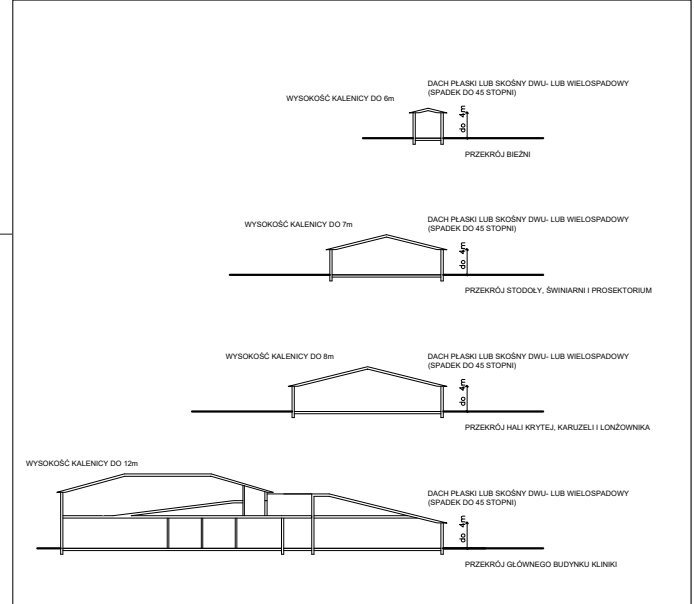 DACH PŁASKI LUB SKOŚNY DWU- LUB WIELOSPADOWY
(SPADEK DO 45 STOPNI)
WYSOKOŚĆ KALENICY DO 6m
do 4m
PRZEKRÓJ BIEŻNI
DACH PŁASKI LUB SKOŚNY DWU- LUB WIELOSPADOWY
(SPADEK DO 45 STOPNI)
WYSOKOŚĆ KALENICY DO 7m
do 4m
PRZEKRÓJ STODOŁY, ŚWINIARNI I PROSEKTORIUM
WYSOKOŚĆ KALENICY DO 8m
DACH PŁASKI LUB SKOŚNY DWU- LUB WIELOSPADOWY
(SPADEK DO 45 STOPNI)
do 4m
PRZEKRÓJ HALI KRYTEJ, KARUZELI I LONŻOWNIKA
WYSOKOŚĆ KALENICY DO 12m
DACH PŁASKI LUB SKOŚNY DWU- LUB WIELOSPADOWY
(SPADEK DO 45 STOPNI)
do 4m
PRZEKRÓJ GŁÓWNEGO BUDYNKU KLINIKI